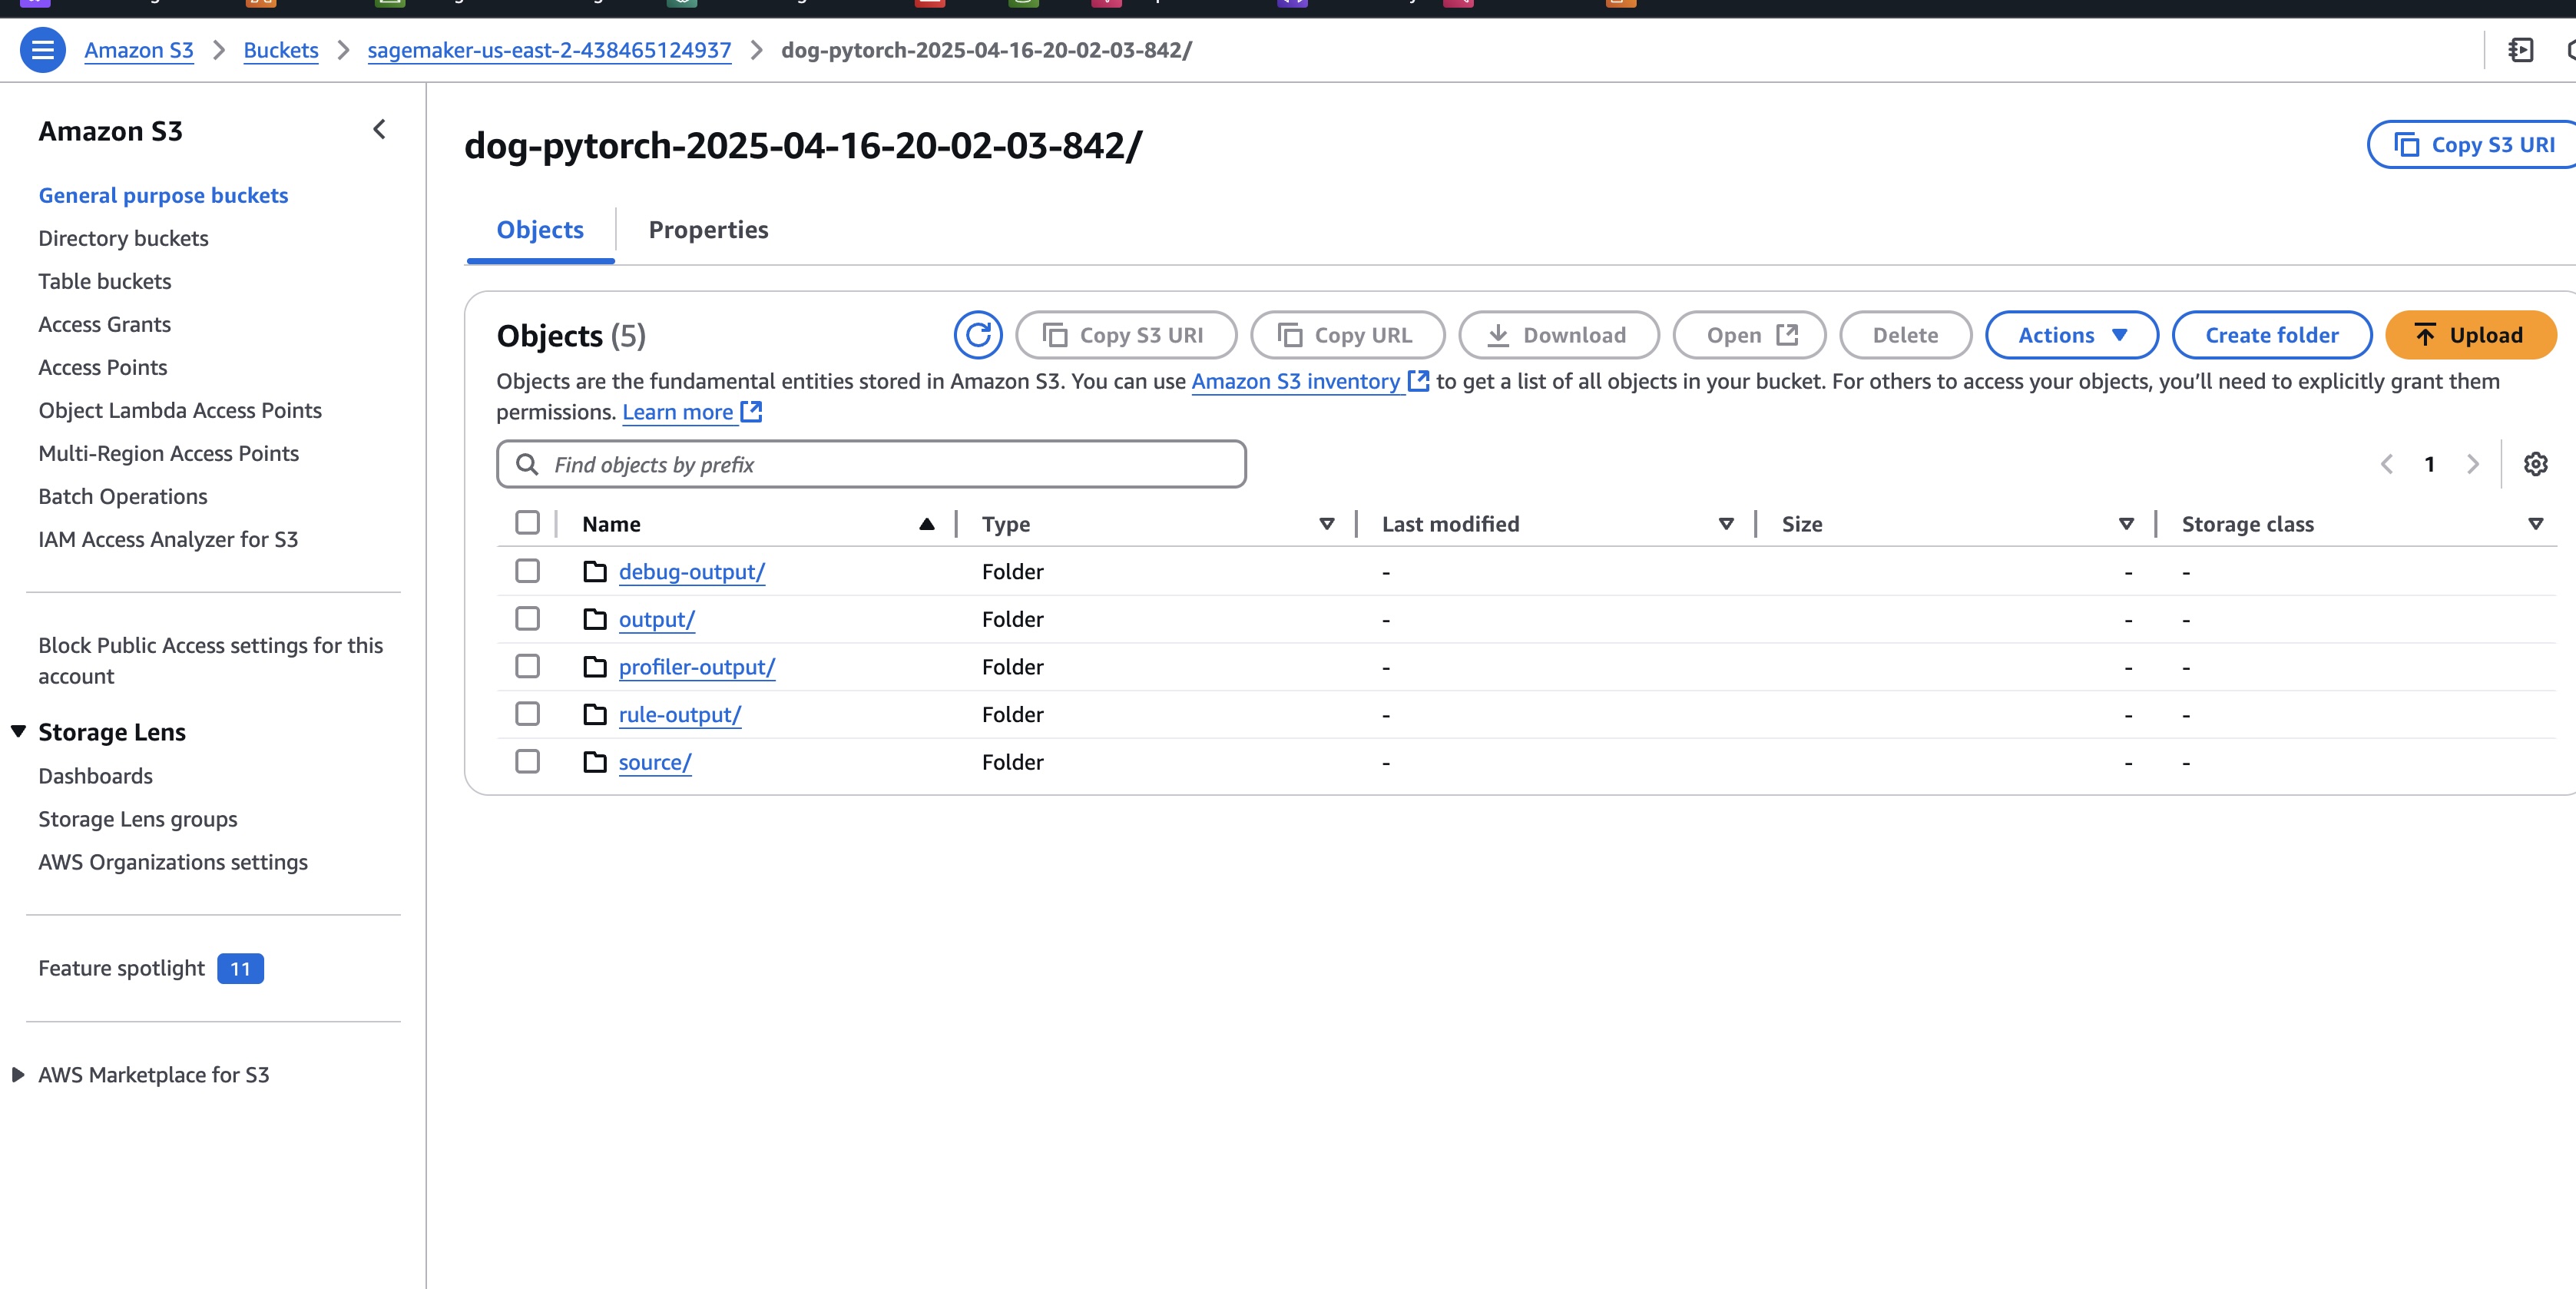 Amazon S3 > Buckets > sagemaker-us-east-2-438465124937 > dog-pytorch-2025-04-16-20-02-03-842/
Amazon S3
General purpose buckets
Directory buckets
Table buckets
Access Grants
Access Points
Object Lambda Access Points
Multi-Region Access Points
Batch Operations
IAM Access Analyzer for S3
Block Public Access settings for this
account
Storage Lens
Dashboards
Storage Lens groups
AWS Organizations settings
Feature spotlight 11
AWS Marketplace for S3
dog-pytorch-2025-04-16-20-02-03-842/
Copy S3 URI
Objects Properties
Objects (5) Copy S3 URI Copy URL Download Open Delete Actions Create folder Upload
Objects are the fundamental entities stored in Amazon S3. You can use Amazon S3 inventory to get a list of all objects in your bucket. For others to access your objects, you’ll need to explicitly grant them
permissions. Learn more
Find objects by prefix
1
Name Type Last modified Size Storage class
debug-output/ Folder - - -
output/ Folder - - -
profiler-output/ Folder - - -
rule-output/ Folder - - -
source/ Folder - - -